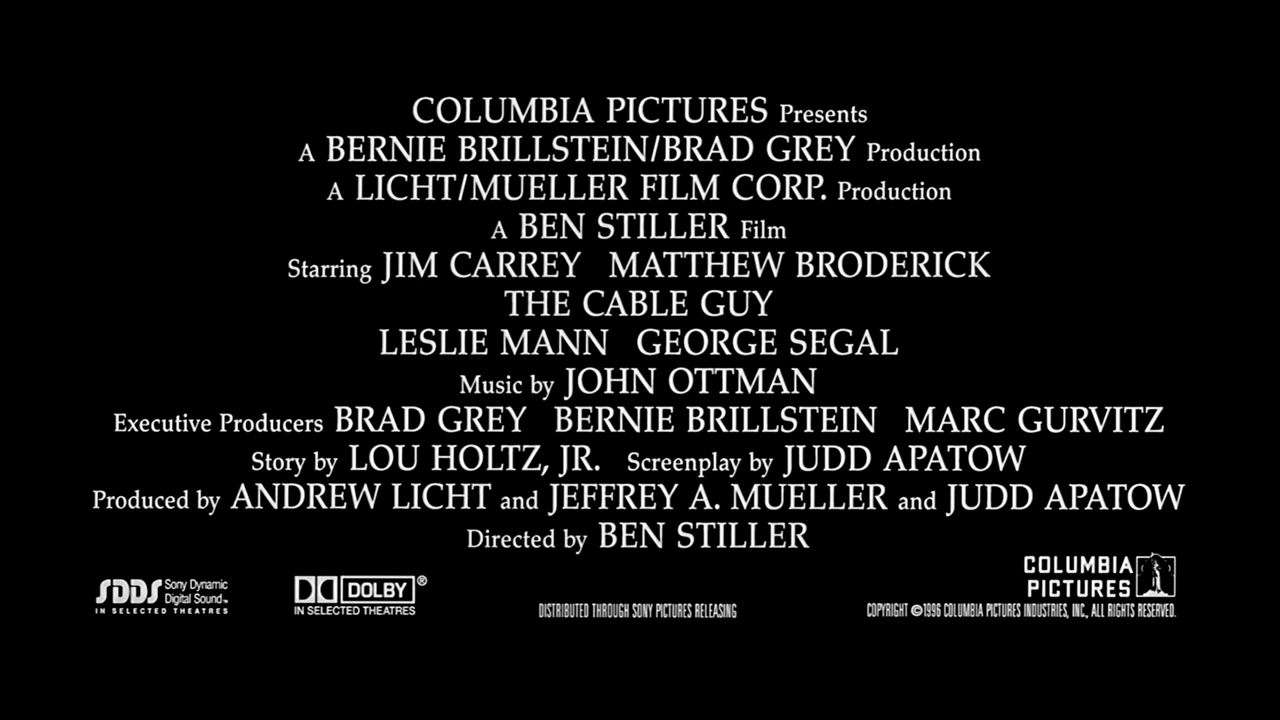 COLUMBIA PICTURES Presents
A BERNIE BRILLSTEIN/BRAD GREY Production
A LICHT/MUELLER FILM CORP. Production
A BEN STILLER Film
Starring JIM CARREY MATTHEW BRODERICK
THE CABLE GUY
LESLIE MANN GEORGE SEGAL
Music by JOHN OTTMAN
Executive Producers BRAD GREY BERNIE BRILLSTEIN MARC GURVITZ
Story by LOU HOLTZ, JR. Screenplay by JUDD APATOW
Produced by ANDREW LICHT and JEFFREY A. MUELLER and JUDD APATOW
Directed by BEN STILLER
SDDS Sony Dynamic
Digital Sound™
IN SELECTED THEATRES
DOLBY®
IN SELECTED THEATRES
DISTRIBUTED THROUGH SONY PICTURES RELEASING
COLUMBIA
PICTURES
COPYRIGHT ©1996 COLUMBIA PICTURES INDUSTRIES, INC., ALL RIGHTS RESERVED.